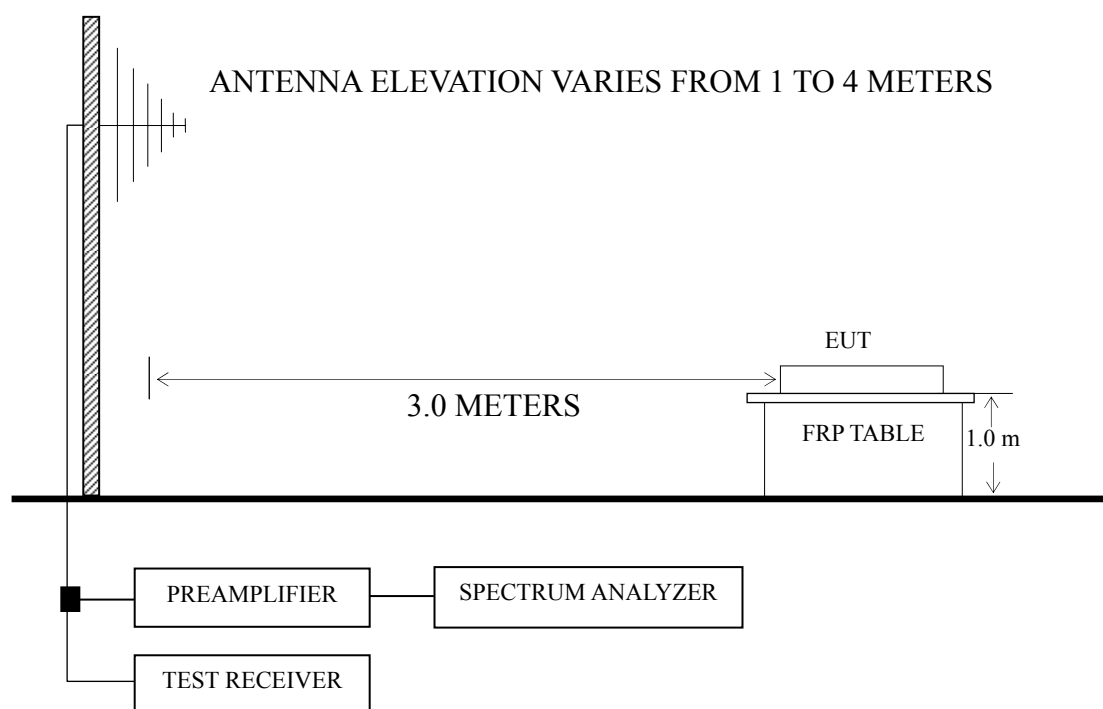 ANTENNA ELEVATION VARIES FROM 1 TO 4 METERS
EUT
3.0 METERS
FRP TABLE
1.0 m
PREAMPLIFIER
SPECTRUM ANALYZER
TEST RECEIVER